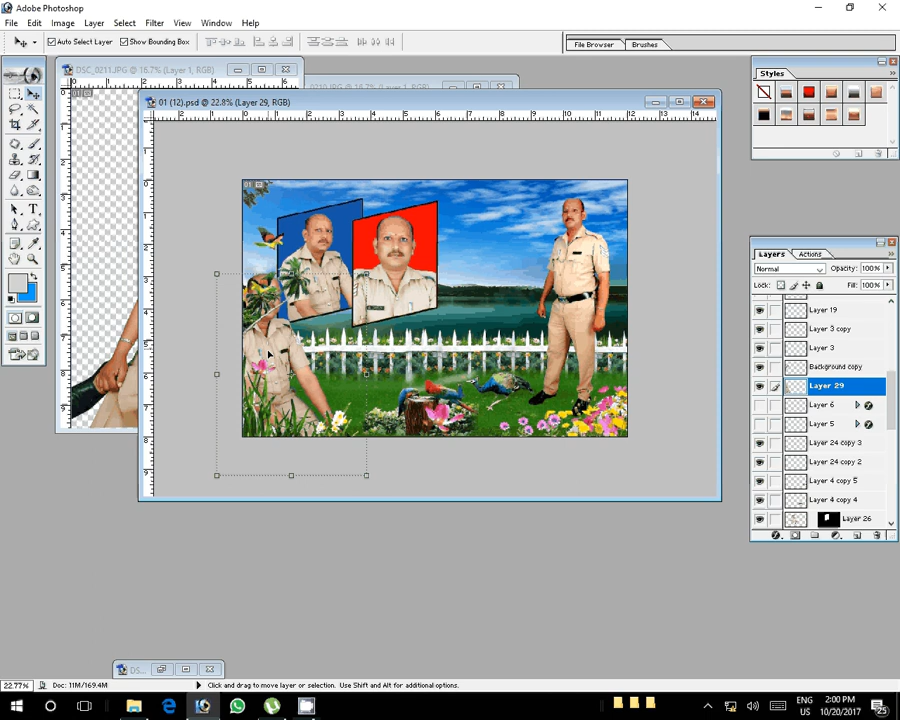 Adobe Photoshop
File Edit Image Layer Select Filter View Window Help
Auto Select Layer Show Bounding Box
File Browser Brushes
DSC_0211JPG @ 16.7% (Layer 1, RGB)
01 (12).psd @ 22.8% (Layer 29, RGB)
Styles
Layers Actions
Normal Opacity: 100%
Lock: Fill: 100%
Layer 19
Layer 3 copy
Layer 3
Background copy
Layer 29
Layer 6
Layer 5
Layer 24 copy 3
Layer 24 copy 2
Layer 4 copy 5
Layer 4 copy 4
Layer 26
01
22.77% Doc: 11M/169.4M Click and drag to move layer or selection. Use Shift and Alt for additional options.
ENG 2:00 PM
US 10/20/2017 25